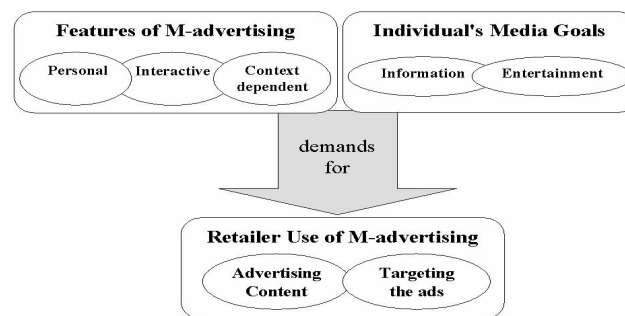 Features of M-advertising
Personal
Interactive
Context
dependent
Individual's Media Goals
Information
Entertainment
demands
for
Retailer Use of M-advertising
Advertising
Content
Targeting
the ads